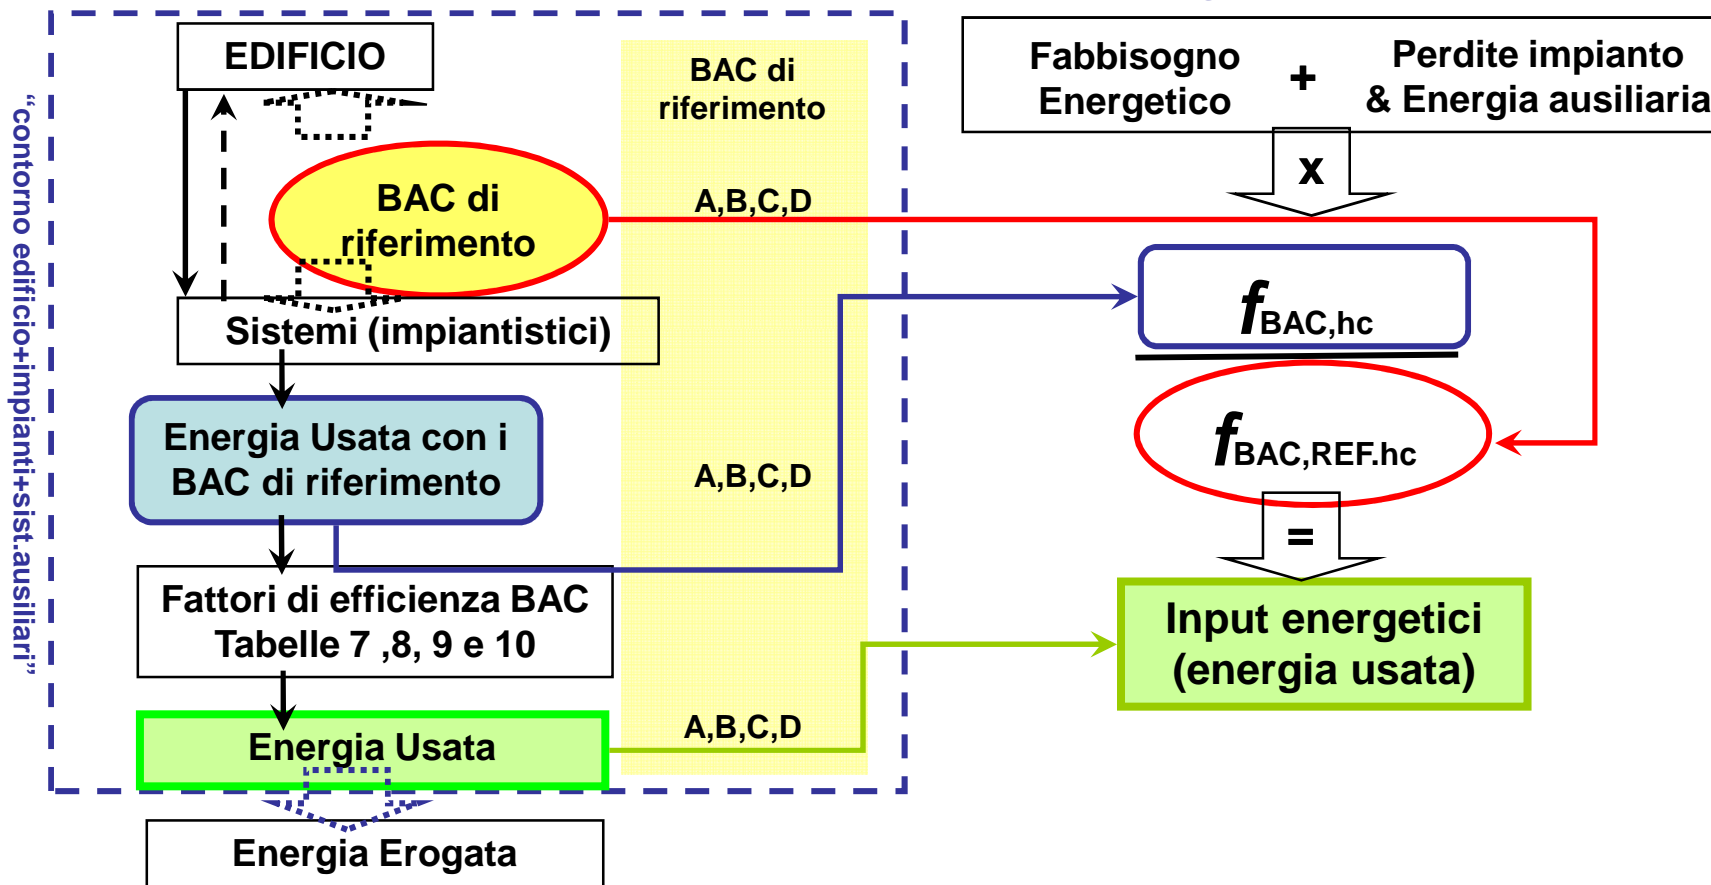 “contorno edificio+impianti+sist.ausiliari”
EDIFICIO
BAC di
riferimento
Sistemi (impiantistici)
Energia Usata con i
BAC di riferimento
Fattori di efficienza BAC
Tabelle 7 ,8, 9 e 10
Energia Usata
Energia Erogata
BAC di
riferimento
A,B,C,D
A,B,C,D
A,B,C,D
Fabbisogno
Energetico
+
Perdite impianto
& Energia ausiliaria
x
fBAC,hc
fBAC,REF.hc
=
Input energetici
(energia usata)